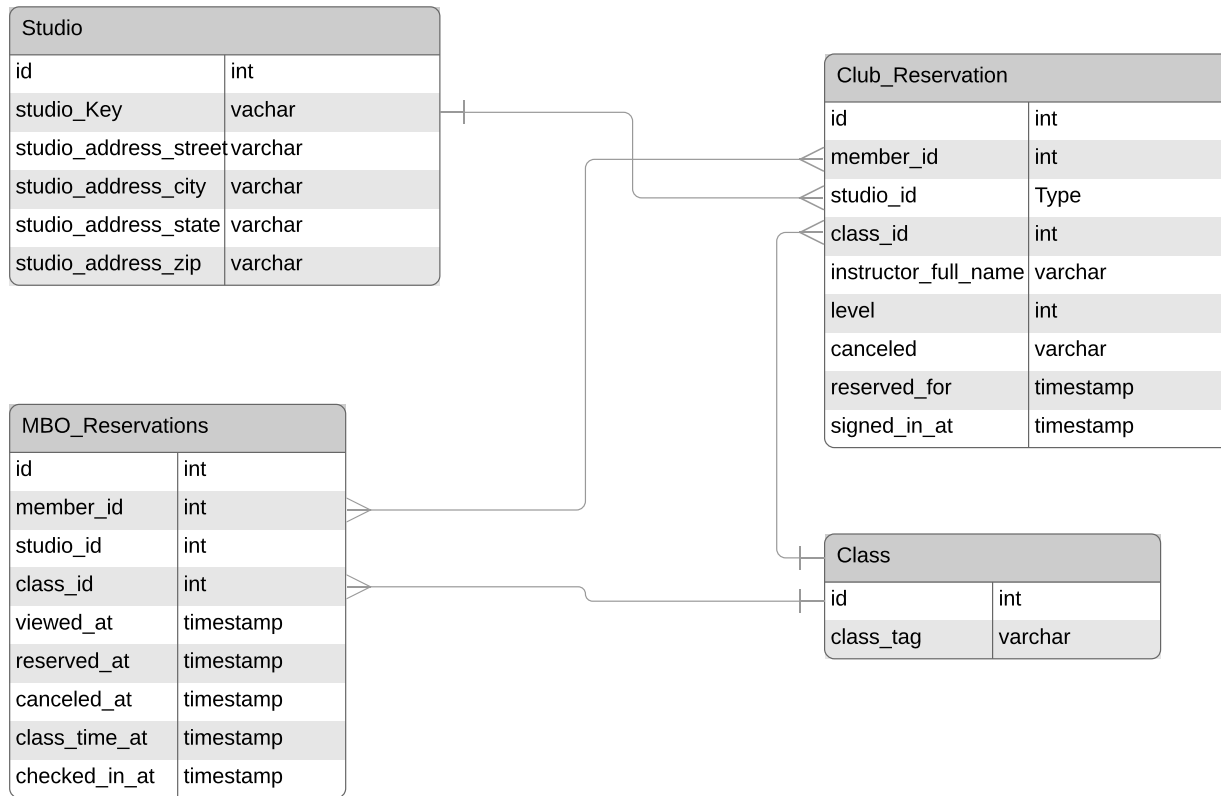 Studio
id int
studio_Key vachar
studio_address_street varchar
studio_address_city varchar
studio_address_state varchar
studio_address_zip varchar
Club_Reservation
id int
member_id int
studio_id Type
class_id int
instructor_full_name varchar
level int
canceled varchar
reserved_for timestamp
signed_in_at timestamp
MBO_Reservations
id int
member_id int
studio_id int
class_id int
viewed_at timestamp
reserved_at timestamp
canceled_at timestamp
class_time_at timestamp
checked_in_at timestamp
Class
id int
class_tag varchar